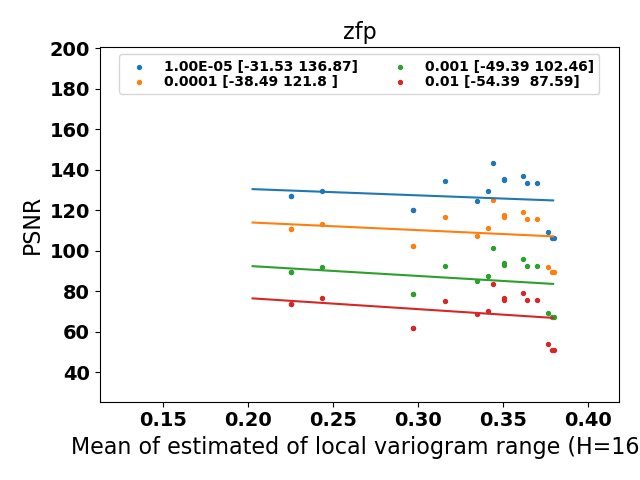 zfp
1.00E-05 [-31.53 136.87]
0.0001 [-38.49 121.8 ]
0.001 [-49.39 102.46]
0.01 [-54.39  87.59]
PSNR
200
180
160
140
120
100
80
60
40
0.15 0.20 0.25 0.30 0.35 0.40
Mean of estimated of local variogram range (H=16